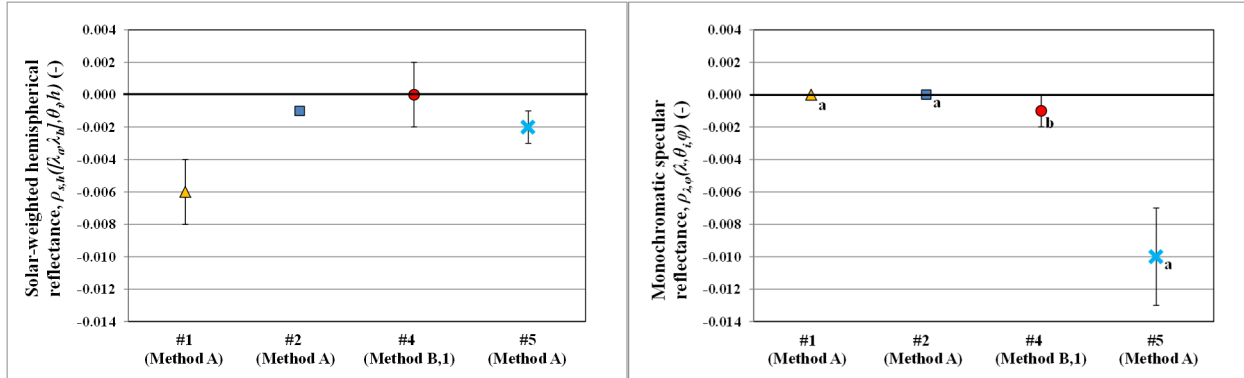 Solar-weighted hemispherical
reflectance, ρs,h([λa,λb],θi,h) (-)
0.004
0.002
0.000
-0.002
-0.004
-0.006
-0.008
-0.010
-0.012
-0.014
#1
(Method A)
#2
(Method A)
#4
(Method B,1)
#5
(Method A)
Monochromatic specular
reflectance, ρλ,φ(λ,θi,φ) (-)
0.004
0.002
0.000
-0.002
-0.004
-0.006
-0.008
-0.010
-0.012
-0.014
a
a
b
a
#1
(Method A)
#2
(Method A)
#4
(Method B,1)
#5
(Method A)